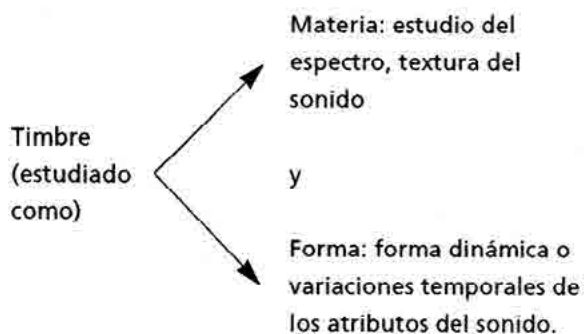 Materia: estudio del
espectro, textura del
sonido
Timbre
(estudiado
como)
y
Forma: forma dinámica o
variaciones temporales de
los atributos del sonido.